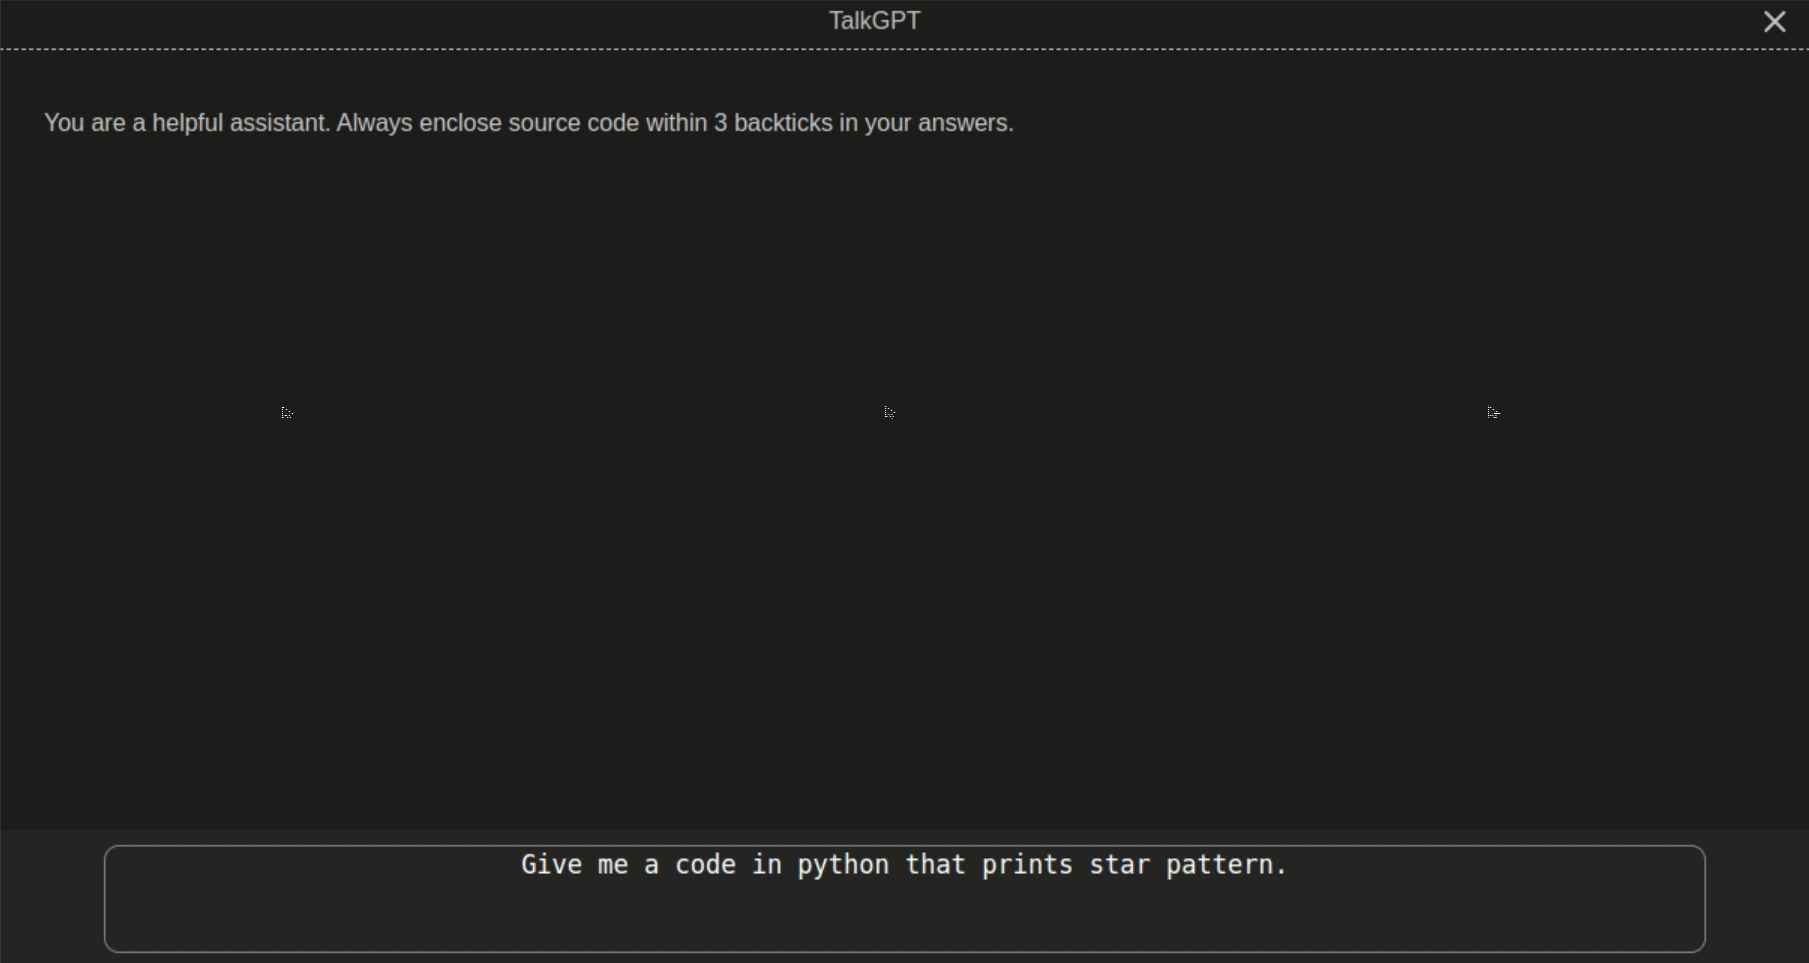 TalkGPT
You are a helpful assistant. Always enclose source code within 3 backticks in your answers.
Give me a code in python that prints star pattern.